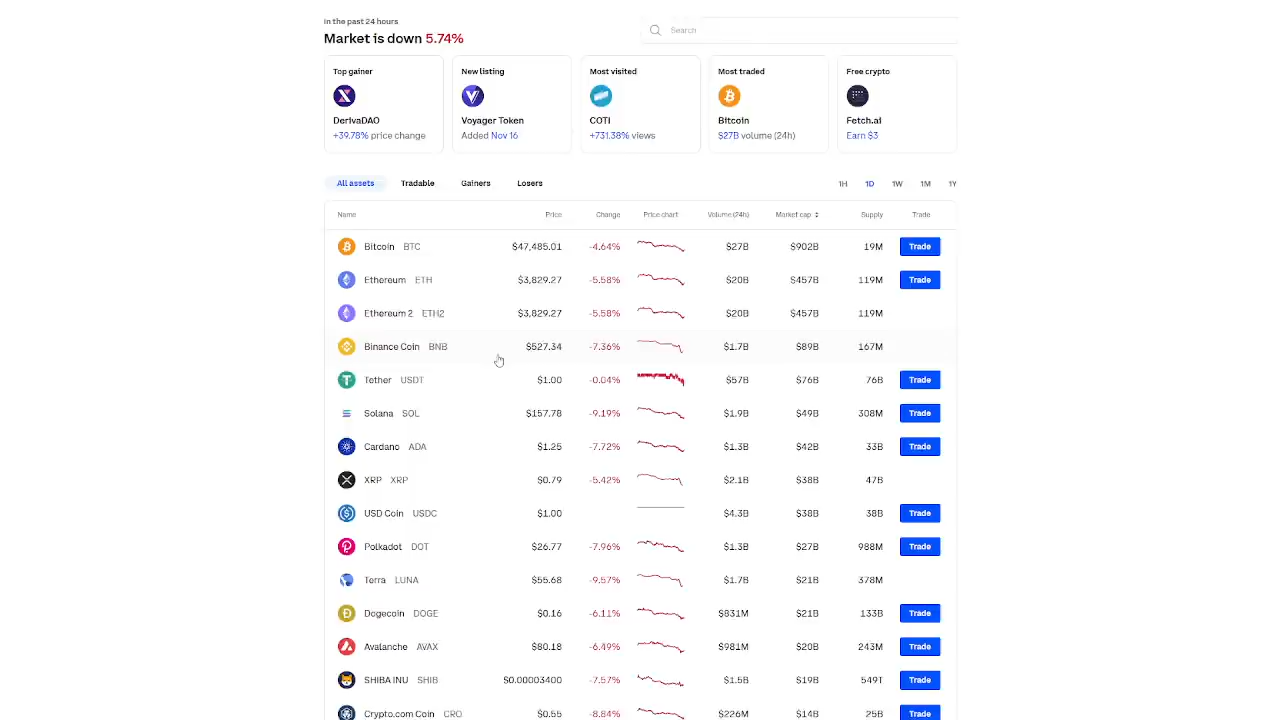 In the past 24 hours
Market is down 5.74%
Search
Top gainer
DerivaDAO
+39.78% price change
New listing
Voyager Token
Added Nov 16
Most visited
COTI
+731.38% views
Most traded
Bitcoin
$27B volume (24h)
Free crypto
Fetch.ai
Earn $3
All assets Tradable Gainers Losers 1H 1D 1W 1M 1Y
Name Price Change Price chart Volume (24h) Market cap Supply Trade
Bitcoin BTC $47,485.01 -4.64% $27B $902B 19M Trade
Ethereum ETH $3,829.27 -5.58% $20B $457B 119M Trade
Ethereum 2 ETH2 $3,829.27 -5.58% $20B $457B 119M
Binance Coin BNB $527.34 -7.36% $1.7B $89B 167M
Tether USDT $1.00 -0.04% $57B $76B 76B Trade
Solana SOL $157.78 -9.19% $1.9B $49B 308M Trade
Cardano ADA $1.25 -7.72% $1.3B $42B 33B Trade
XRP XRP $0.79 -5.42% $2.1B $38B 47B
USD Coin USDC $1.00 $4.3B $38B 38B Trade
Polkadot DOT $26.77 -7.96% $1.3B $27B 988M Trade
Terra LUNA $55.68 -9.57% $1.7B $21B 378M
Dogecoin DOGE $0.16 -6.11% $831M $21B 133B Trade
Avalanche AVAX $80.18 -6.49% $981M $20B 243M Trade
SHIBA INU SHIB $0.00003400 -7.57% $1.5B $19B 549T Trade
Crypto.com Coin CRO $0.55 -8.84% $226M $14B 25B Trade